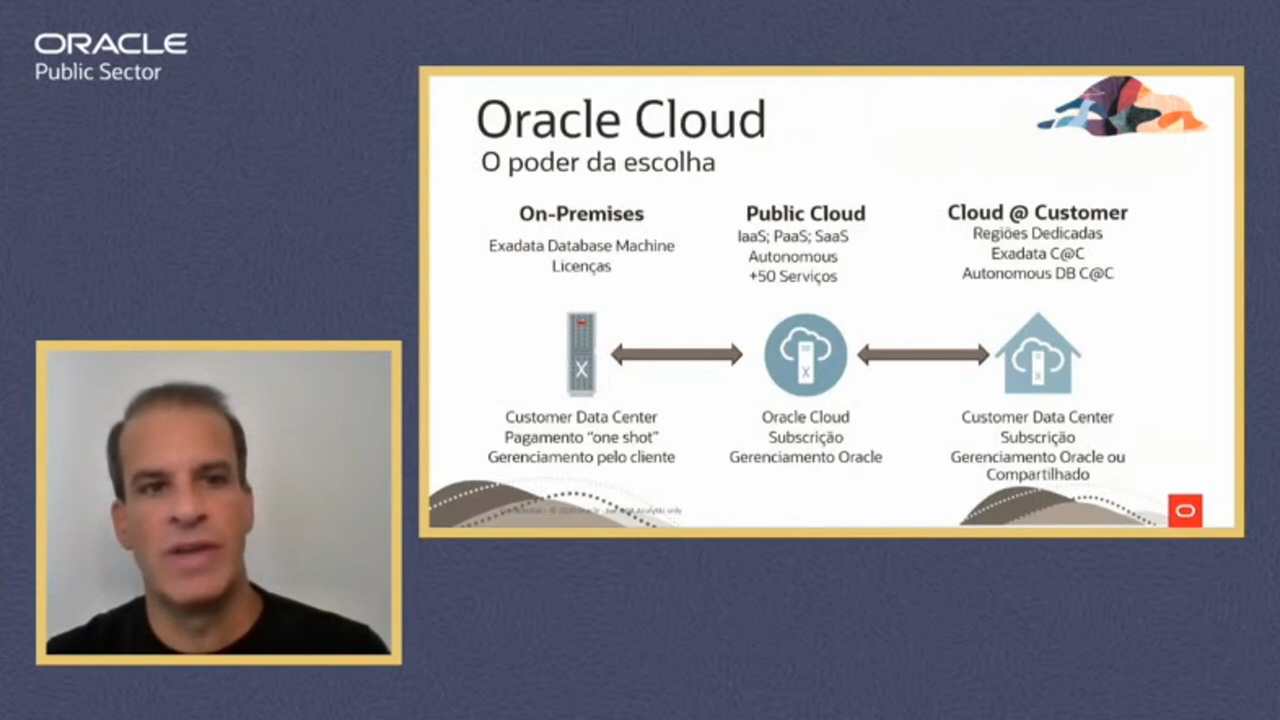 ORACLE
Public Sector
Oracle Cloud
O poder da escolha
On-Premises
Exadata Database Machine
Licenças
Public Cloud
IaaS; PaaS; SaaS
Autonomous
+50 Serviços
Cloud @ Customer
Regiões Dedicadas
Exadata C@C
Autonomous DB C@C
X
X
X
Customer Data Center
Pagamento “one shot”
Gerenciamento pelo cliente
Oracle Cloud
Subscrição
Gerenciamento Oracle
Customer Data Center
Subscrição
Gerenciamento Oracle ou
Compartilhado